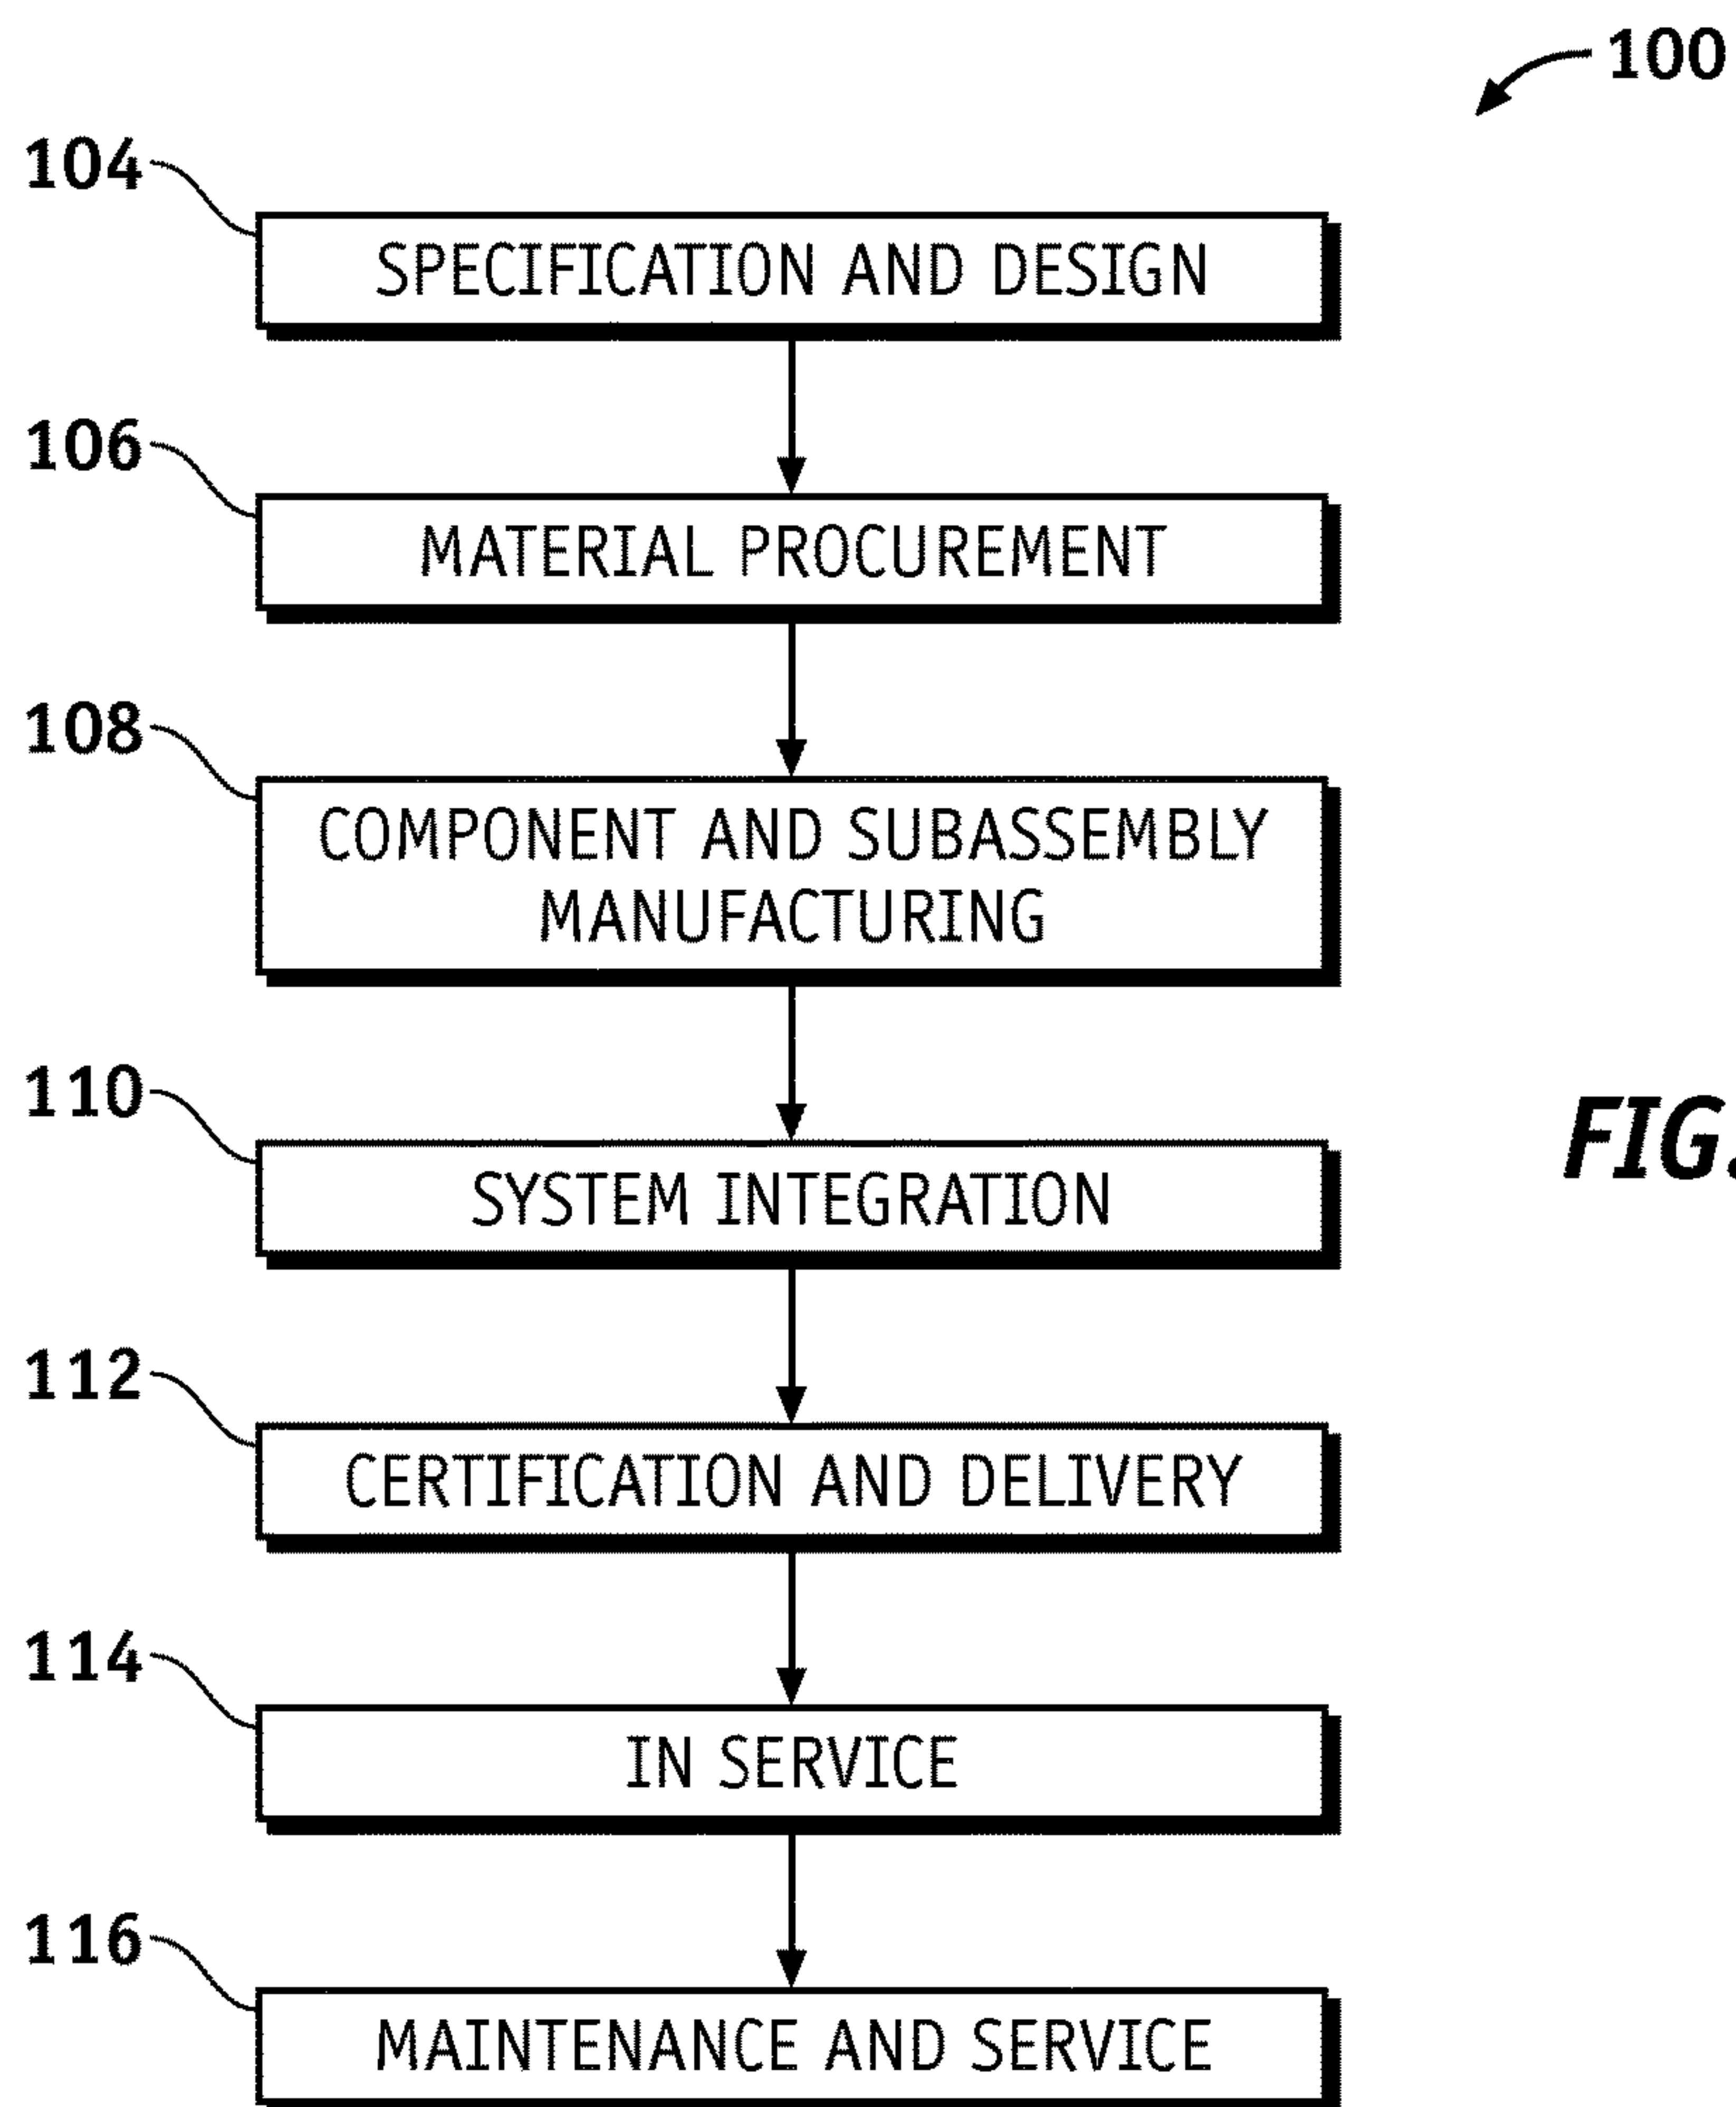 100
104
SPECIFICATION AND DESIGN
106
MATERIAL PROCUREMENT
108
COMPONENT AND SUBASSEMBLY
MANUFACTURING
110
SYSTEM INTEGRATION
FIG.
112
CERTIFICATION AND DELIVERY
114
IN SERVICE
116
MAINTENANCE AND SERVICE